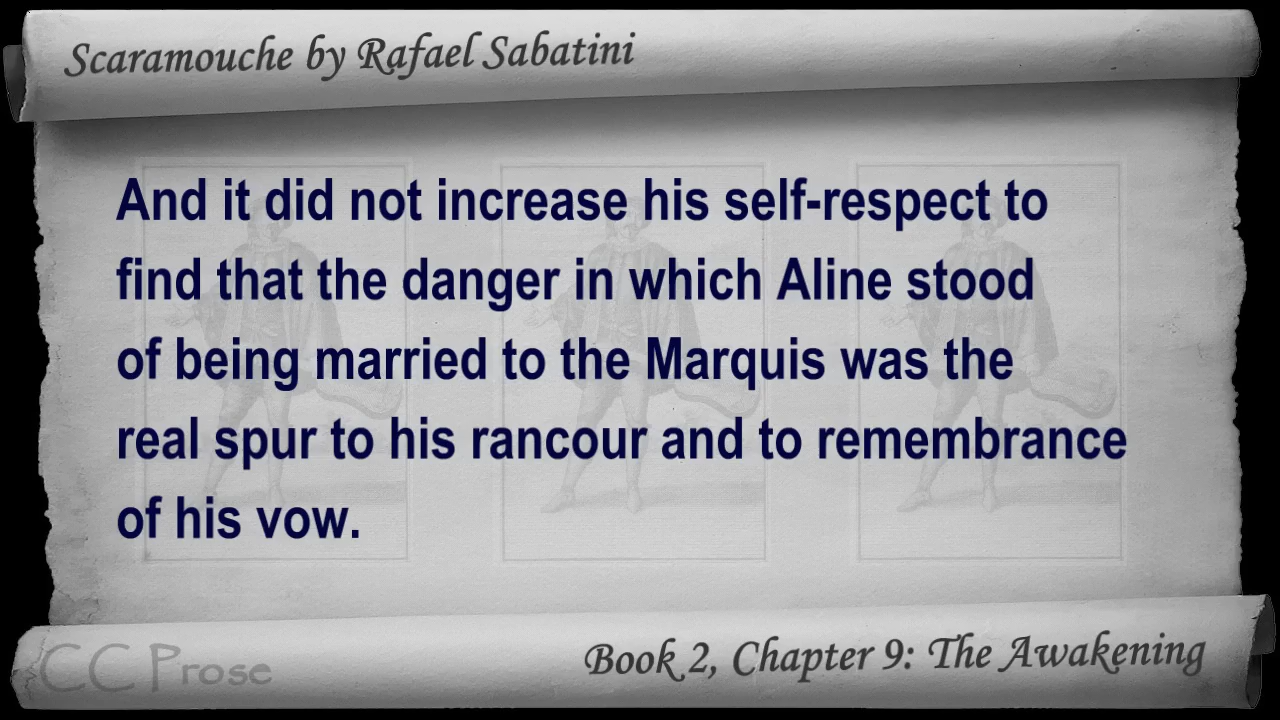 Scaramouche by Rafael Sabatini
And it did not increase his self-respect to
find that the danger in which Aline stood
of being married to the Marquis was the
real spur to his rancour and to remembrance
of his vow.
CC Prose
Book 2, Chapter 9: The Awakening